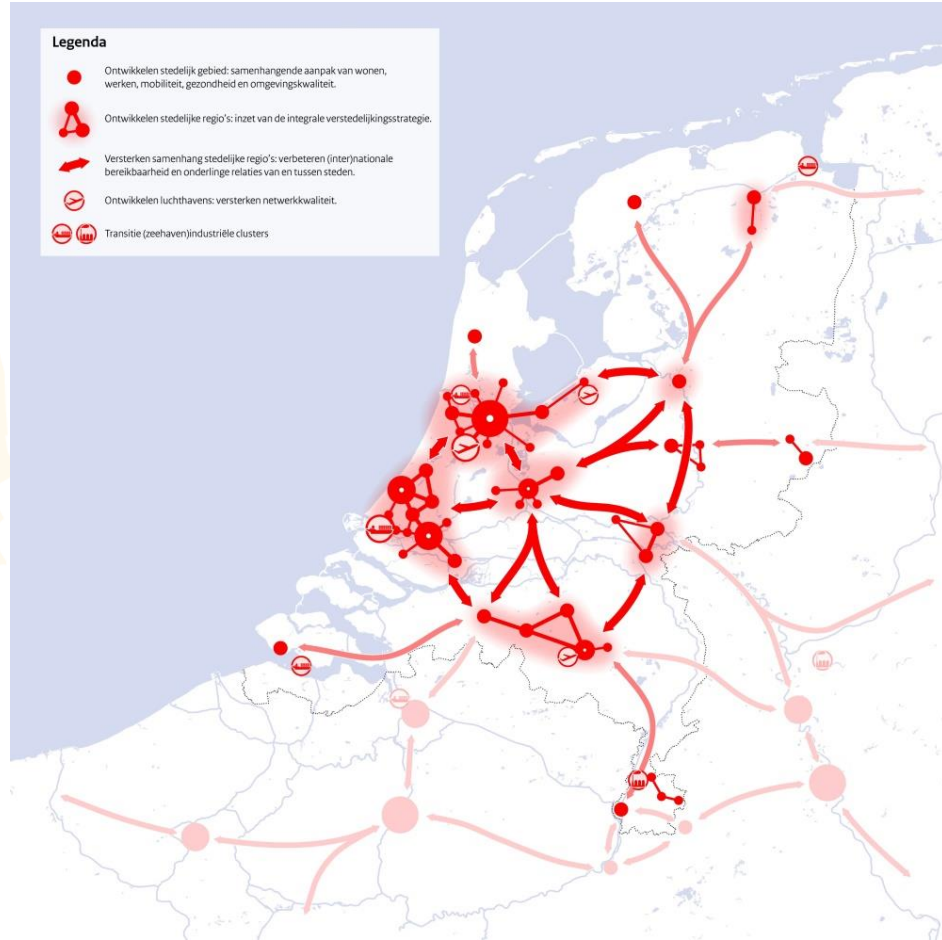 Legenda
Ontwikkelen stedelijk gebied: samenhangende aanpak van wonen,
werken, mobiliteit, gezondheid en omgevingskwaliteit.
Ontwikkelen stedelijke regio's: inzet van de integrale verstedelijkingsstrategie.
Versterken samenhang stedelijke regio's: verbeteren (inter)nationale
bereikbaarheid en onderlinge relaties van en tussen steden.
Ontwikkelen luchthavens: versterken netwerkkwaliteit.
Transitie (zeehaven)industriële clusters